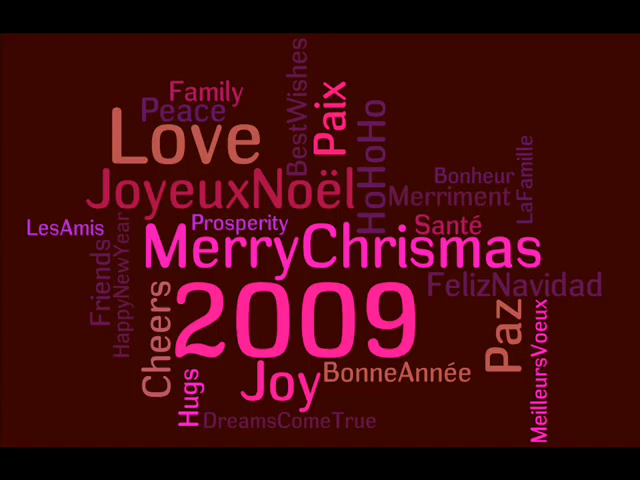 BestWishes
Family
Paix
Peace
HoHoHo
Love
LaFamille
Bonheur
JoyeuxNoël
Merriment
Prosperity
Santé
LesAmis
HappyNewYear
MerryChrismas
Friends
FelizNavidad
Cheers
2009
Paz
MeilleursVoeux
Joy
BonneAnnée
Hugs
DreamsComeTrue